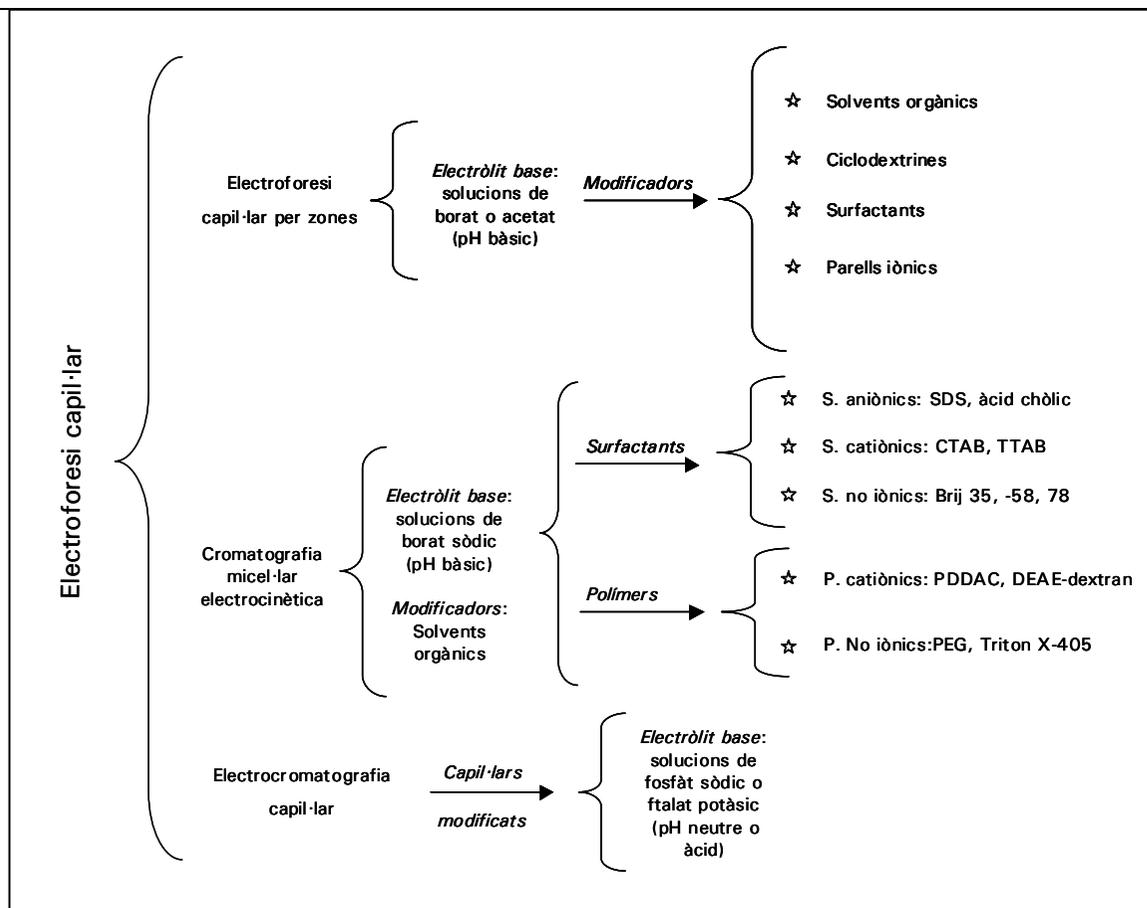 Electroforesi capil·lar
Electroforesi
capil·lar per zones
Electròlit base:
solucions de
borat o acetat
(pH bàsic)
Modificadors
Solvents orgànics
Ciclodextrines
Surfactants
Parells iònics
Cromatografia
micel·lar
electrocinètica
Electròlit base:
solucions de
borat sòdic
(pH bàsic)
Modificadors:
Solvents
orgànics
Surfactants
S. aniònics: SDS, àcid chòlic
S. catiònics: CTAB, TTAB
S. no iònics: Brij 35, -58, 78
Polímers
P. catiònics: PDDAC, DEAE-dextran
P. No iònics:PEG, Triton X-405
Electrocromatografia
capil·lar
Capil·lars
modificats
Electròlit base:
solucions de
fosfàt sòdic o
ftalat potàsic
(pH neutre o
àcid)